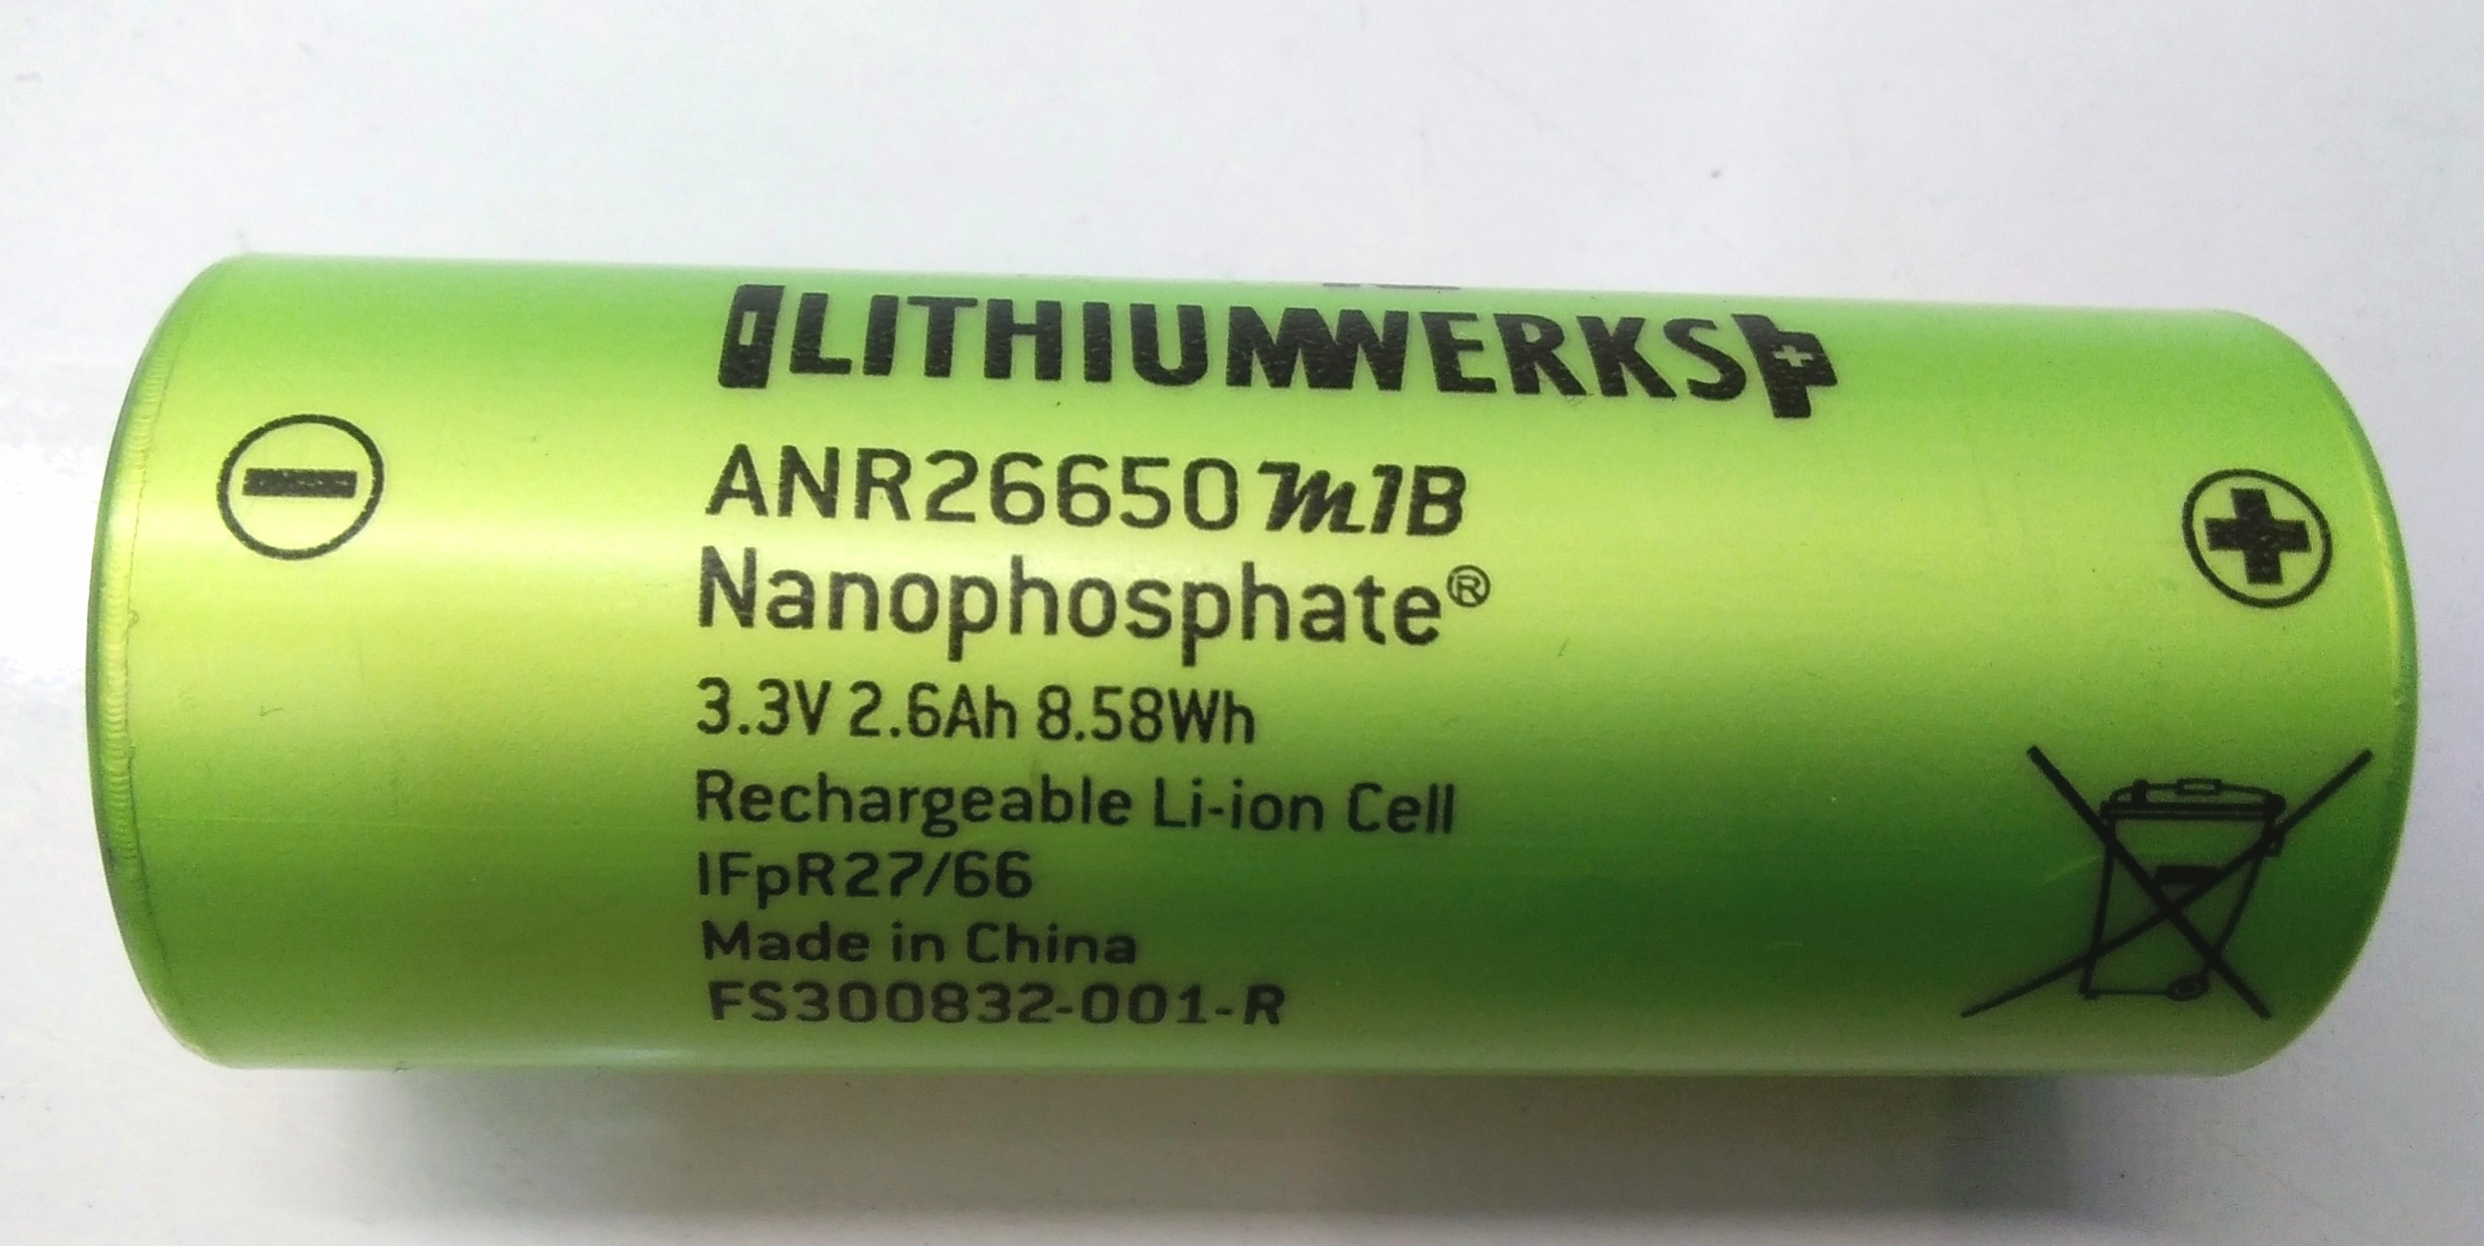 LITHIUMWERKS
ANR26650m1B
Nanophosphate®
3.3V 2.6Ah 8.58Wh
Rechargeable Li-ion Cell
IFpR27/66
Made in China
FS300832-001-R